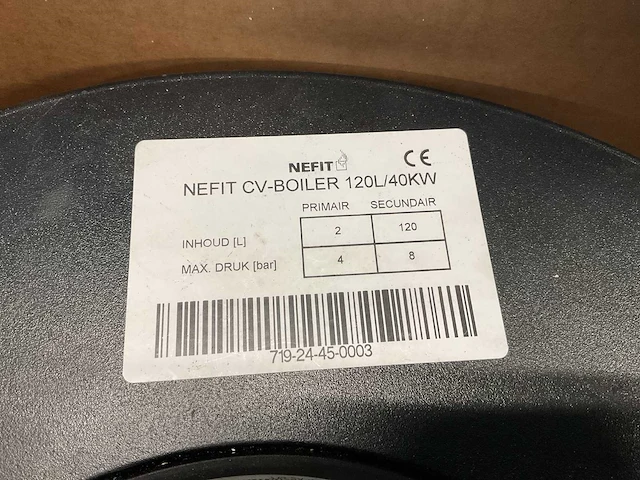 NEFIT CE
NEFIT CV-BOILER 120L/40KW
PRIMAIR SECUNDAIR
INHOUD [L] 2 120
MAX. DRUK [bar] 4 8
719-24-45-0003